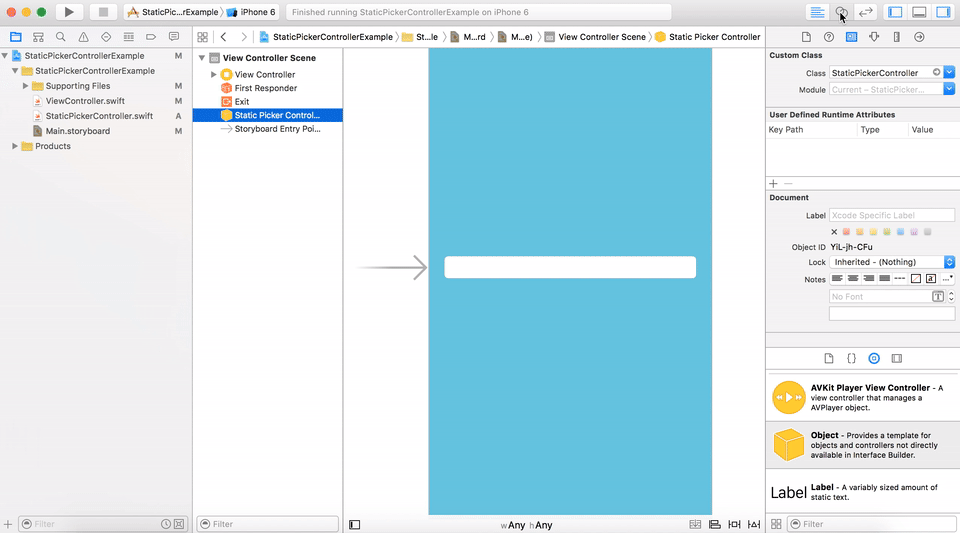 StaticPic...rExample
iPhone 6
Finished running StaticPickerControllerExample on iPhone 6
StaticPickerControllerExample
St...le
M...rd
M...e)
View Controller Scene
Static Picker Controller
StaticPickerControllerExample M
StaticPickerControllerExample
Supporting Files M
ViewController.swift M
StaticPickerController.swift A
Main.storyboard M
Products
Filter
View Controller Scene
View Controller
First Responder
Exit
Static Picker Control...
Storyboard Entry Poi...
Filter
wAny hAny
Custom Class
Class StaticPickerController
Module Current – StaticPicker...
User Defined Runtime Attributes
Key Path Type Value
Document
Label Xcode Specific Label
Object ID YiL-jh-CFu
Lock Inherited - (Nothing)
Notes
No Font
AVKit Player View Controller - A
view controller that manages a
AVPlayer object.
Object - Provides a template for
objects and controllers not directly
available in Interface Builder.
Label
Label - A variably sized amount of
static text.
Filter